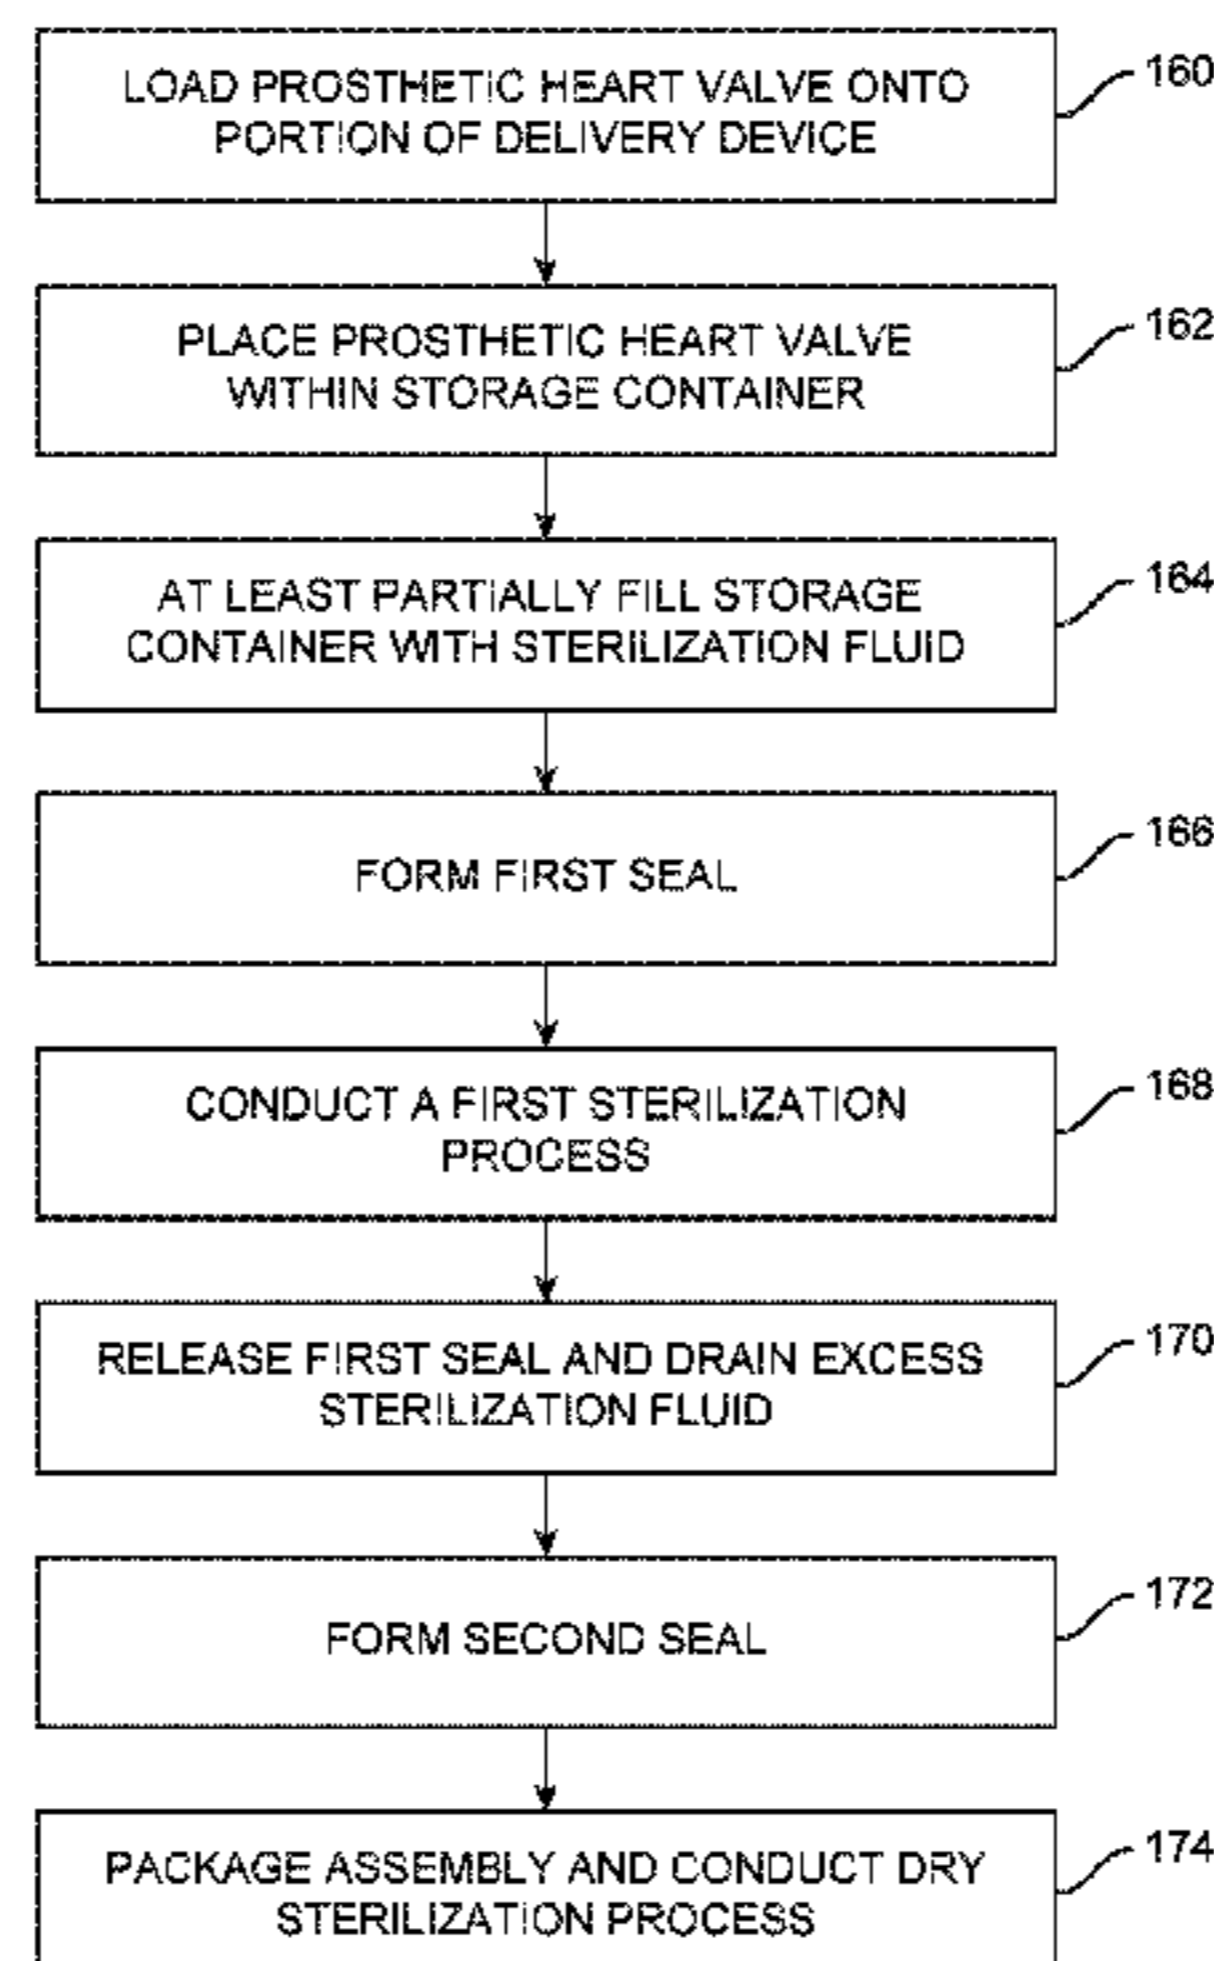 LOAD PROSTHETIC HEART VALVE ONTO
PORTION OF DELIVERY DEVICE
160
PLACE PROSTHETIC HEART VALVE
WITHIN STORAGE CONTAINER
162
AT LEAST PARTIALLY FILL STORAGE
CONTAINER WITH STERILIZATION FLUID
164
FORM FIRST SEAL
166
CONDUCT A FIRST STERILIZATION
PROCESS
168
RELEASE FIRST SEAL AND DRAIN EXCESS
STERILIZATION FLUID
170
FORM SECOND SEAL
172
PACKAGE ASSEMBLY AND CONDUCT DRY
STERILIZATION PROCESS
174